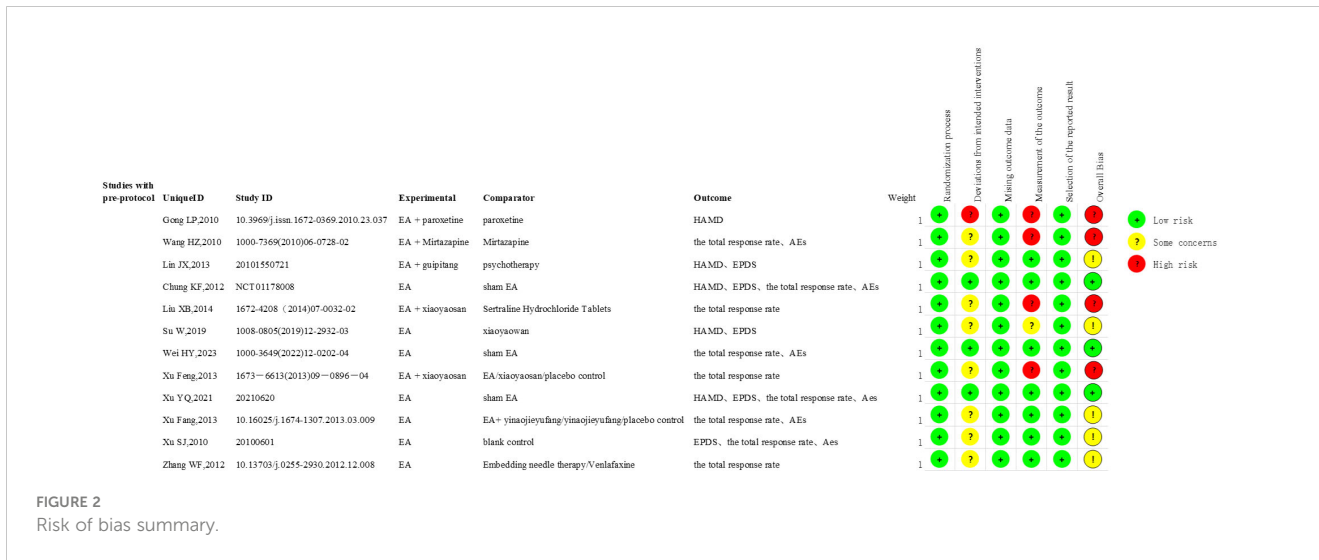 Randomization process
Deviations from intended interventions
Mising outcome data
Measurement of the outcome
Selection of the reported result
Overall Bias
Studies with
pre-protocol UniqueID Study ID Experimental Comparator Outcome Weight
Gong LP,2010 10.3969/j.issn.1672-0369.2010.23.037 EA + paroxetine paroxetine HAMD 1 + ? + ? + ?
Wang HZ,2010 1000-7369(2010)06-0728-02 EA + Mirtazapine Mirtazapine the total response rate、AEs 1 + ? + ? + ?
Lin JX,2013 20101550721 EA + guipitang psychotherapy HAMD、EPDS 1 + ? + + + !
Chung KF,2012 NCT01178008 EA sham EA HAMD、EPDS、the total response rate、AEs 1 + + + + + +
Liu XB,2014 1672-4208（2014)07-0032-02 EA + xiaoyaosan Sertraline Hydrochloride Tablets the total response rate 1 + ? + ? + ?
Su W,2019 1008-0805(2019)12-2932-03 EA xiaoyaowan HAMD、EPDS 1 + ? + ? + !
Wei HY,2023 1000-3649(2022)12-0202-04 EA sham EA the total response rate、AEs 1 + + + + + +
Xu Feng,2013 1673－6613(2013)09－0896－04 EA + xiaoyaosan EA/xiaoyaosan/placebo control the total response rate 1 + ? + ? + ?
Xu YQ,2021 20210620 EA sham EA HAMD、EPDS、the total response rate、Aes 1 + + + + + +
Xu Fang,2013 10.16025/j.1674-1307.2013.03.009 EA EA+ yinaojieyufang/yinaojieyufang/placebo control the total response rate、AEs 1 + ? + + + !
Xu SJ,2010 20100601 EA blank control EPDS、the total response rate、Aes 1 + ? + + + !
Zhang WF,2012 10.13703/j.0255-2930.2012.12.008 EA Embedding needle therapy/Venlafaxine the total response rate 1 + ? + + + !
+ Low risk
? Some concerns
? High risk
FIGURE 2
Risk of bias summary.